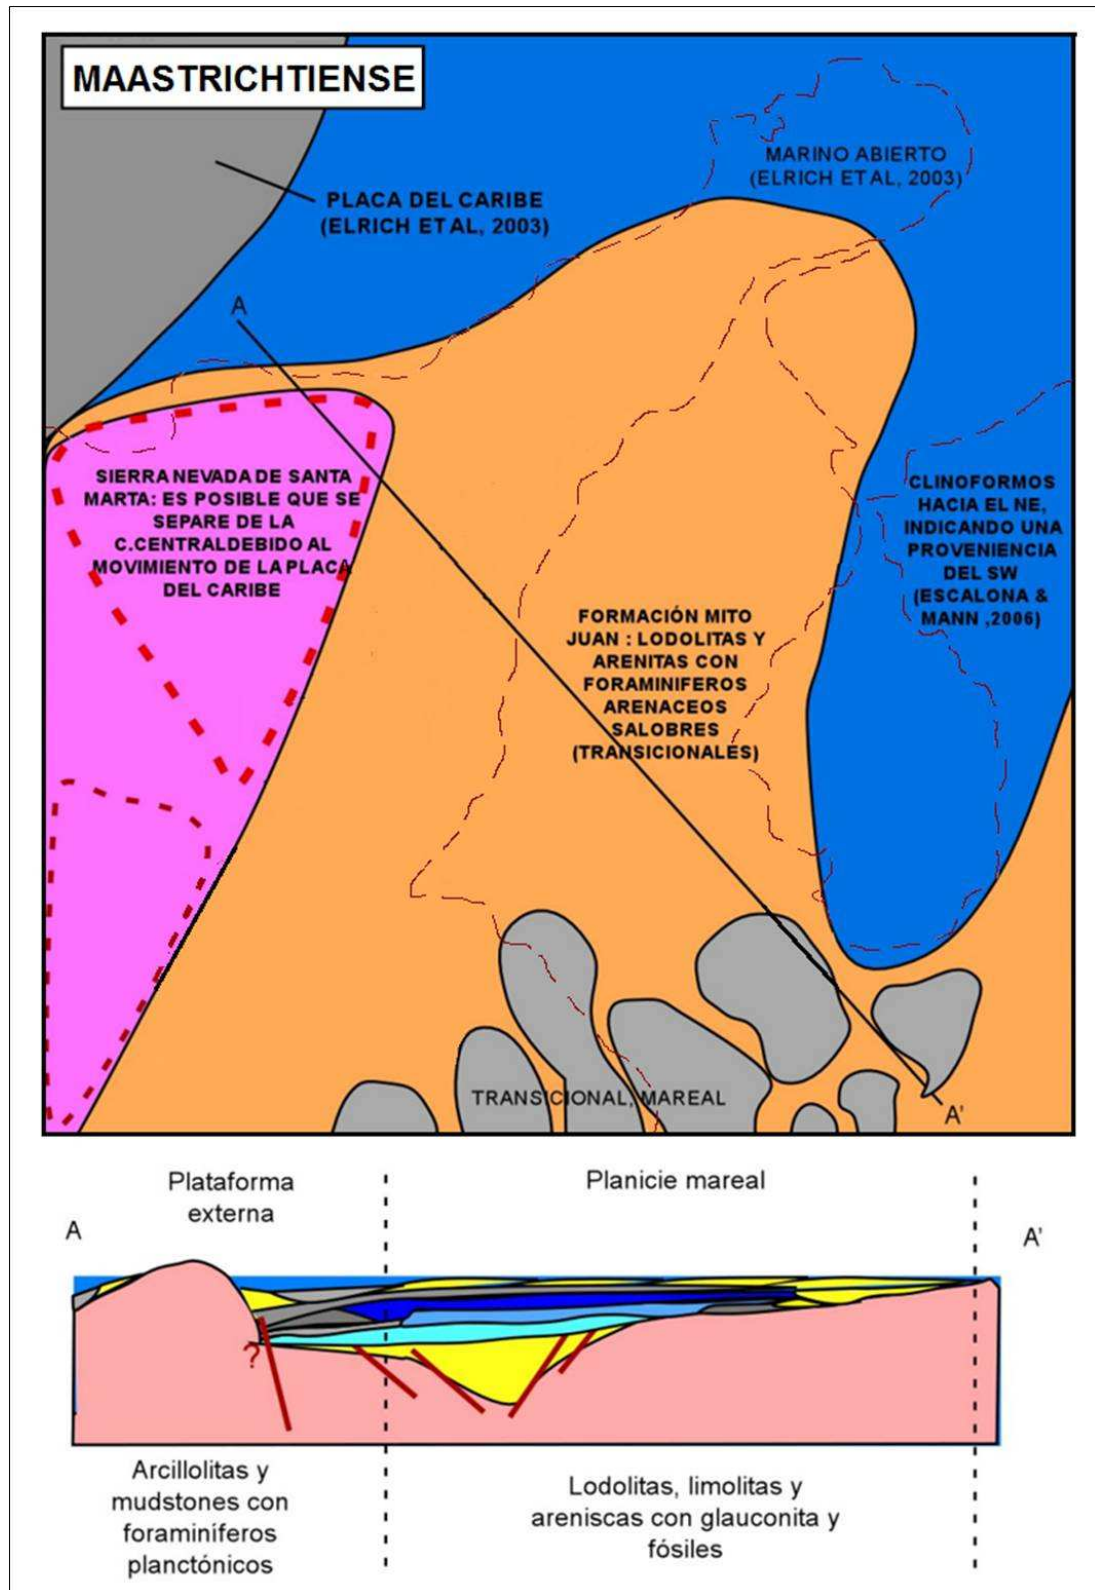 MAASTRICHTIENSE
MARINO ABIERTO
(ELRICH ET AL, 2003)
PLACA DEL CARIBE
(ELRICH ET AL, 2003)
A
SIERRA NEVADA DE SANTA
MARTA: ES POSIBLE QUE SE
SEPARE DE LA
C.CENTRALDEBIDO AL
MOVIMIENTO DE LA PLACA
DEL CARIBE
CLINOFORMOS
HACIA EL NE,
INDICANDO UNA
PROVENIENCIA
DEL SW
(ESCALONA &
MANN ,2006)
FORMACIÓN MITO
JUAN : LODOLITAS Y
ARENITAS CON
FORAMINIFEROS
ARENACEOS
SALOBRES
(TRANSICIONALES)
TRANSICIONAL, MAREAL
A'
Plataforma
externa
Planicie mareal
A
A'
?
Arcillolitas y
mudstones con
foraminíferos
planctónicos
Lodolitas, limolitas y
areniscas con glauconita y
fósiles